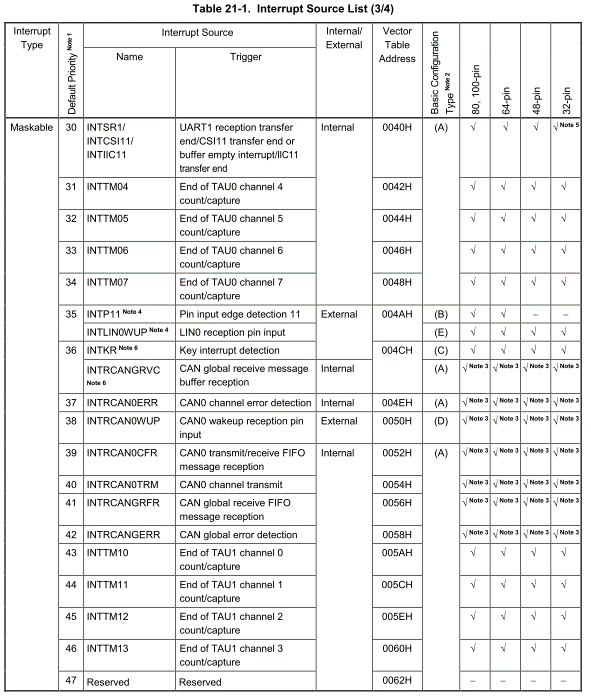 Table 21-1. Interrupt Source List (3/4)
Interrupt Type | Default Priority Note 1 | Interrupt Source | Internal/ External | Vector Table Address | Basic Configuration Type Note 2 | 80, 100-pin | 64-pin | 48-pin | 32-pin
Name | Trigger
Maskable | 30 | INTSR1/ INTCSI11/ INTIIC11 | UART1 reception transfer end/CSI11 transfer end or buffer empty interrupt/IIC11 transfer end | Internal | 0040H | (A) | √ | √ | √ | √ Note 5
31 | INTTM04 | End of TAU0 channel 4 count/capture | 0042H | √ | √ | √ | √
32 | INTTM05 | End of TAU0 channel 5 count/capture | 0044H | √ | √ | √ | √
33 | INTTM06 | End of TAU0 channel 6 count/capture | 0046H | √ | √ | √ | √
34 | INTTM07 | End of TAU0 channel 7 count/capture | 0048H | √ | √ | √ | √
35 | INTP11 Note 4 | Pin input edge detection 11 | External | 004AH | (B) | √ | √ | – | –
INTLIN0WUP Note 4 | LIN0 reception pin input | (E) | √ | √ | √ | √
36 | INTKR Note 6 | Key interrupt detection | 004CH | (C) | √ | √ | √ | √
INTRCANGRVC Note 6 | CAN global receive message buffer reception | Internal | (A) | √ Note 3 | √ Note 3 | √ Note 3 | √ Note 3
37 | INTRCAN0ERR | CAN0 channel error detection | Internal | 004EH | (A) | √ Note 3 | √ Note 3 | √ Note 3 | √ Note 3
38 | INTRCAN0WUP | CAN0 wakeup reception pin input | External | 0050H | (D) | √ Note 3 | √ Note 3 | √ Note 3 | √ Note 3
39 | INTRCAN0CFR | CAN0 transmit/receive FIFO message reception | Internal | 0052H | (A) | √ Note 3 | √ Note 3 | √ Note 3 | √ Note 3
40 | INTRCAN0TRM | CAN0 channel transmit | 0054H | √ Note 3 | √ Note 3 | √ Note 3 | √ Note 3
41 | INTRCANGRFR | CAN global receive FIFO message reception | 0056H | √ Note 3 | √ Note 3 | √ Note 3 | √ Note 3
42 | INTRCANGERR | CAN global error detection | 0058H | √ Note 3 | √ Note 3 | √ Note 3 | √ Note 3
43 | INTTM10 | End of TAU1 channel 0 count/capture | 005AH | √ | √ | √ | √
44 | INTTM11 | End of TAU1 channel 1 count/capture | 005CH | √ | √ | √ | √
45 | INTTM12 | End of TAU1 channel 2 count/capture | 005EH | √ | √ | √ | √
46 | INTTM13 | End of TAU1 channel 3 count/capture | 0060H | √ | √ | √ | √
47 | Reserved | Reserved | 0062H | – | – | – | –